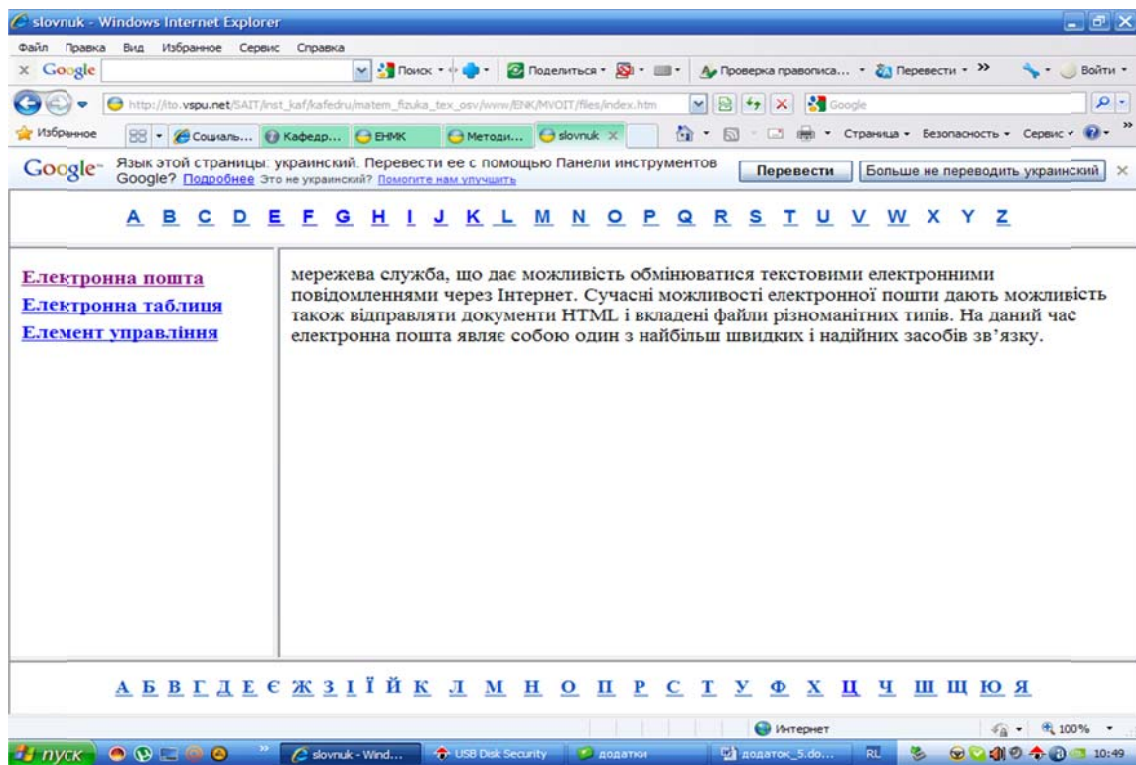 slovnuk - Windows Internet Explorer
Файл Правка Вид Избранное Сервис Справка
x Google Поиск Поделиться Проверка правописа... Перевести » Войти
http://ito.vspu.net/SAIT/inst_kaf/kafedru/matem_fizuka_tex_osv/www/ENK/MVOIT/files/index.htm Google
Избранное Социаль... Кафедр... ЕНМК Методи... slovnuk Страница Безопасность Сервис »
Google Язык этой страницы: украинский. Перевести ее с помощью Панели инструментов
Google? Подробнее Это не украинский? Помогите нам улучшить Перевести Больше не переводить украинский
A B C D E F G H I J K L M N O P Q R S T U V W X Y Z
Електронна пошта
Електронна таблиця
Елемент управління
мережева служба, що дає можливість обмінюватися текстовими електронними
повідомленнями через Інтернет. Сучасні можливості електронної пошти дають можливість
також відправляти документи HTML і вкладені файли різноманітних типів. На даний час
електронна пошта являє собою один з найбільш швидких і надійних засобів зв’язку.
А Б В Г Д Е Є Ж З І Ї Й К Л М Н О П Р С Т У Ф Х Ц Ч Ш Щ Ю Я
Интернет 100%
пуск » slovnuk - Wind... USB Disk Security додатки додаток_5.do... RL 10:49